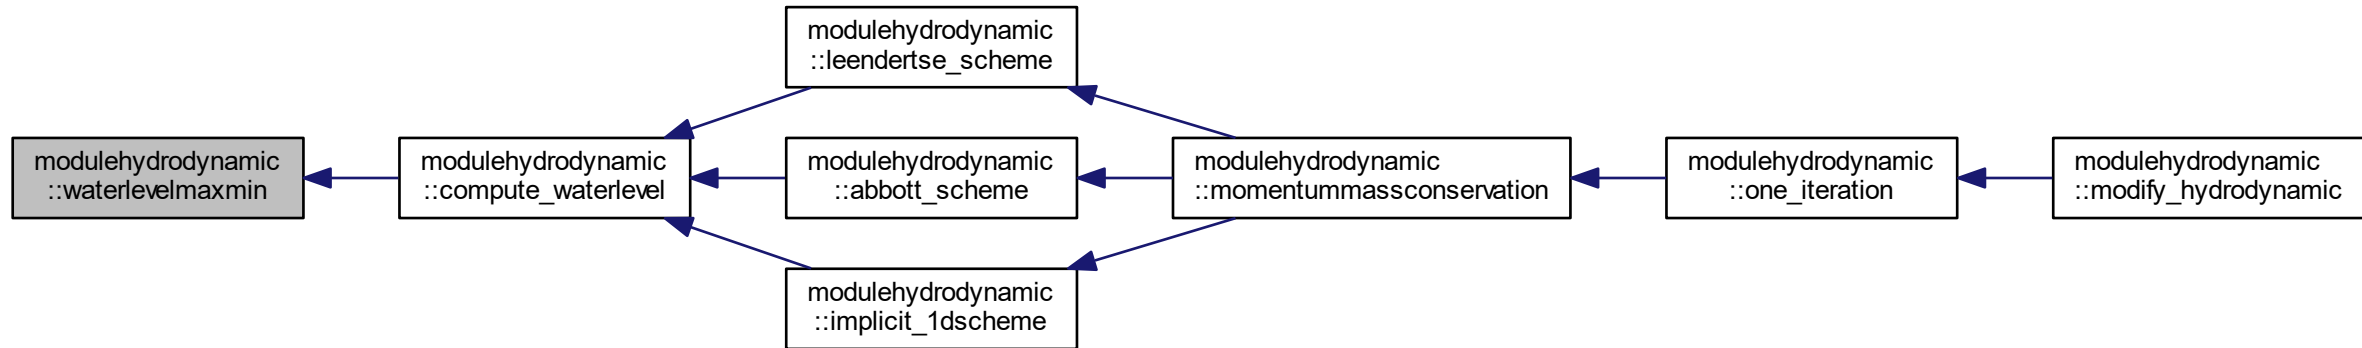 modulehydrodynamic
::leendertse_scheme
modulehydrodynamic
::waterlevelmaxmin
modulehydrodynamic
::compute_waterlevel
modulehydrodynamic
::abbott_scheme
modulehydrodynamic
::momentummassconservation
modulehydrodynamic
::one_iteration
modulehydrodynamic
::modify_hydrodynamic
modulehydrodynamic
::implicit_1dscheme